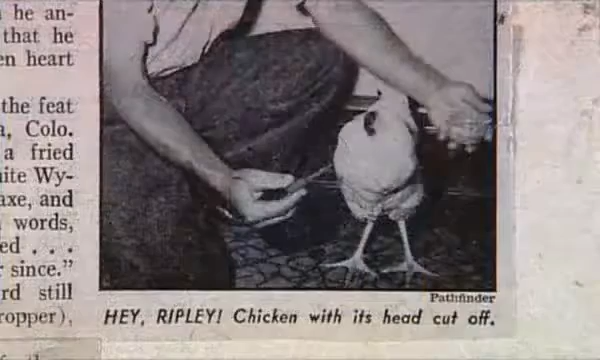 he an-
that he
en heart
the feat
a, Colo.
a fried
ite Wy-
axe, and
words,
ed . . .
r since."
rd still
ropper),
Pathfinder
HEY, RIPLEY! Chicken with its head cut off.